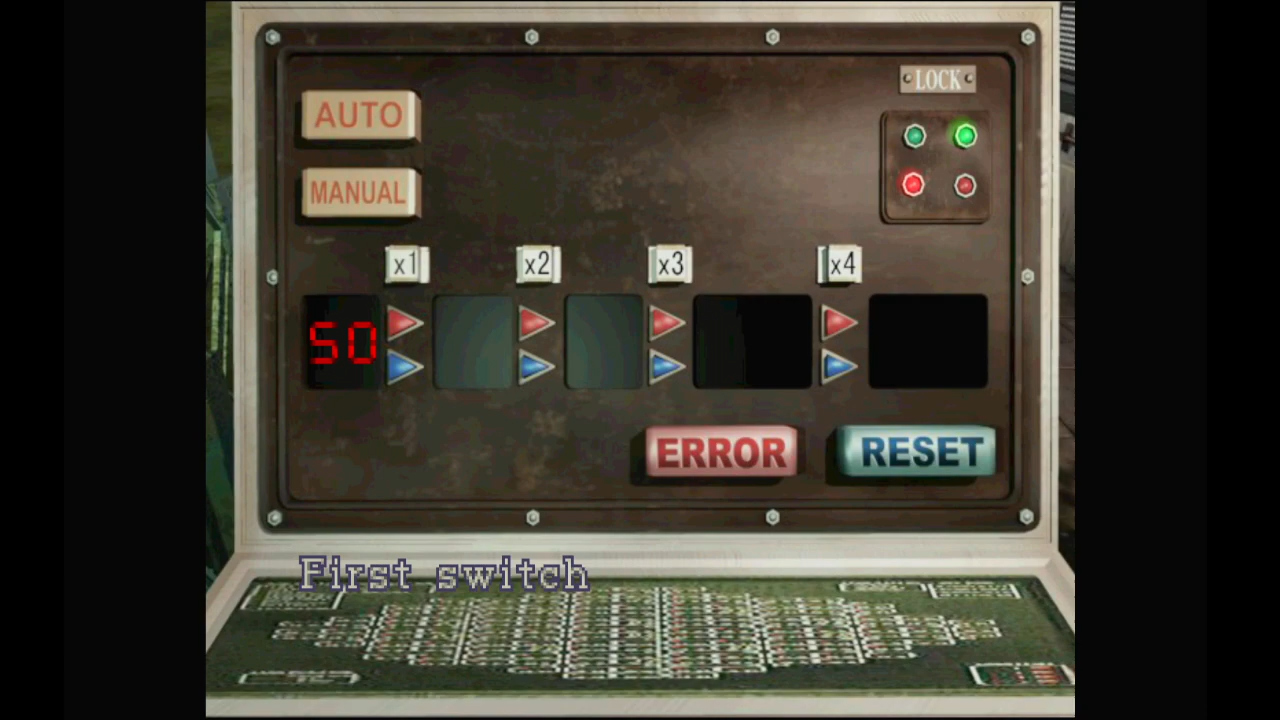 LOCK
AUTO
MANUAL
x1 x2 x3 x4
50
ERROR RESET
First switch